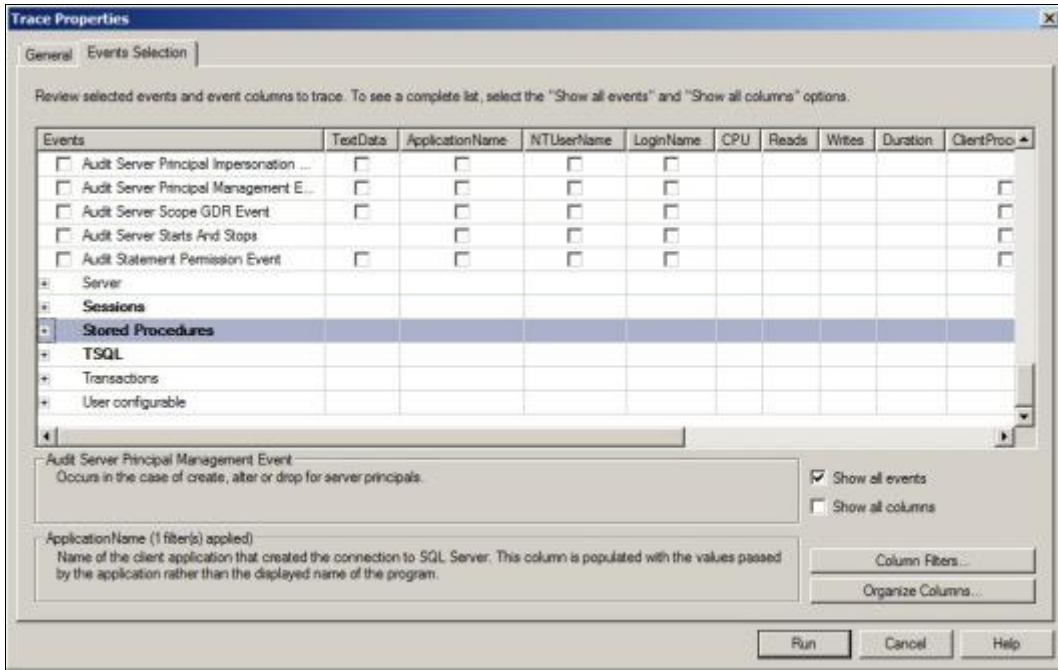 Trace Properties
General Events Selection
Review selected events and event columns to trace. To see a complete list, select the "Show all events" and "Show all columns" options.
Events TextData ApplicationName NTUserName LoginName CPU Reads Writes Duration ClientProc
Audit Server Principal Impersonation ...
Audit Server Principal Management E...
Audit Server Scope GDR Event
Audit Server Starts And Stops
Audit Statement Permission Event
Server
Sessions
Stored Procedures
TSQL
Transactions
User configurable
Audit Server Principal Management Event
Occurs in the case of create, alter or drop for server principals.
Show all events
Show all columns
ApplicationName (1 filter(s) applied)
Name of the client application that created the connection to SQL Server. This column is populated with the values passed
by the application rather than the displayed name of the program.
Column Filters...
Organize Columns...
Run Cancel Help